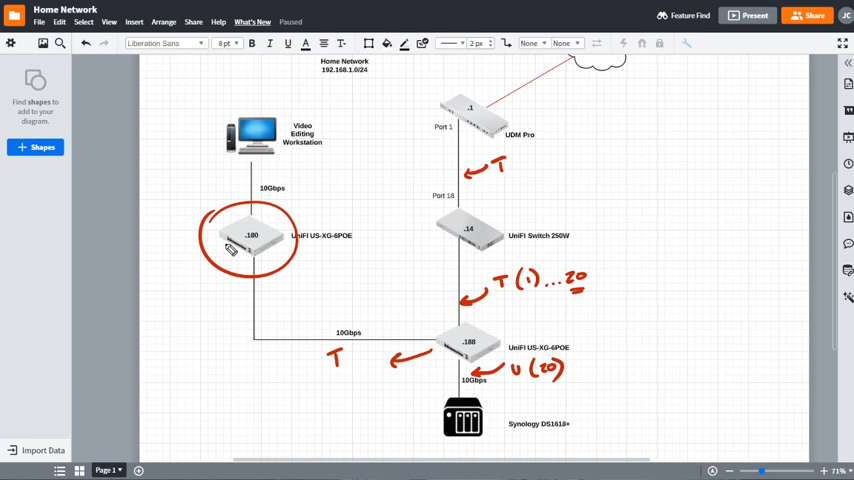 Home Network
File Edit Select View Insert Arrange Share Help What's New Paused
Feature Find
Present
Share
JC
Liberation Sans
8 pt
B I U A T
2 px
None
None
Find shapes to
add to your
diagram.
Shapes
Import Data
Home Network
192.168.1.0/24
.1
Port 1
UDM Pro
Video
Editing
Workstation
T
10Gbps
Port 18
.180
UniFI US-XG-6POE
.14
UniFI Switch 250W
T (1) ... 20
10Gbps
T
.188
UniFI US-XG-6POE
U (20)
10Gbps
Synology DS1618+
Page 1
71%